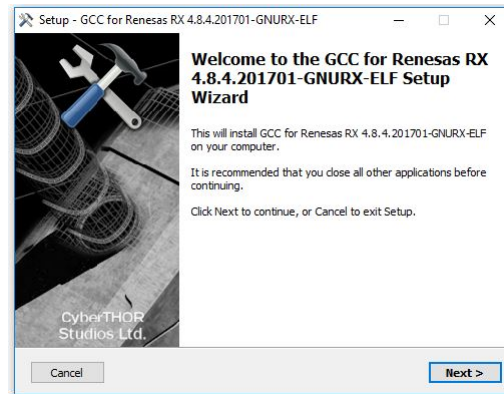 Setup - GCC for Renesas RX 4.8.4.201701-GNURX-ELF
Welcome to the GCC for Renesas RX
4.8.4.201701-GNURX-ELF Setup
Wizard
This will install GCC for Renesas RX 4.8.4.201701-GNURX-ELF
on your computer.
It is recommended that you close all other applications before
continuing.
Click Next to continue, or Cancel to exit Setup.
CyberTHOR
Studios Ltd.
Cancel
Next >